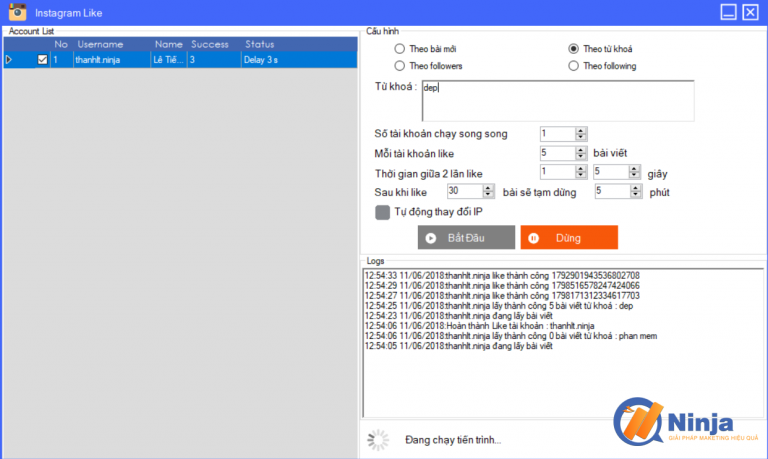 Instagram Like
Account List
No Username Name Success Status
1 thanhlt.ninja Lê Tiế... 3 Delay 3 s
Cấu hình
Theo bài mới Theo từ khoá
Theo followers Theo following
Từ khoá : dep
Số tài khoản chạy song song 1
Mỗi tài khoản like 5 bài viết
Thời gian giữa 2 lần like 1 5 giây
Sau khi like 30 bài sẽ tạm dừng 5 phút
Tự động thay đổi IP
Bắt Đầu Dừng
Logs
12:54:33 11/06/2018:thanhlt.ninja like thành công 1792901943536802708
12:54:29 11/06/2018:thanhlt.ninja like thành công 1798516578247424066
12:54:27 11/06/2018:thanhlt.ninja like thành công 1798171312334617703
12:54:25 11/06/2018:thanhlt.ninja lấy thành công 5 bài viết từ khóa : dep
12:54:23 11/06/2018:thanhlt.ninja đang lấy bài viết
12:54:06 11/06/2018:Hoàn thành Like tài khoản : thanhlt.ninja
12:54:06 11/06/2018:thanhlt.ninja lấy thành công 0 bài viết từ khóa : phan mem
12:54:05 11/06/2018:thanhlt.ninja đang lấy bài viết
Ninja
GIẢI PHÁP MAKETING HIỆU QUẢ
Đang chạy tiến trình...